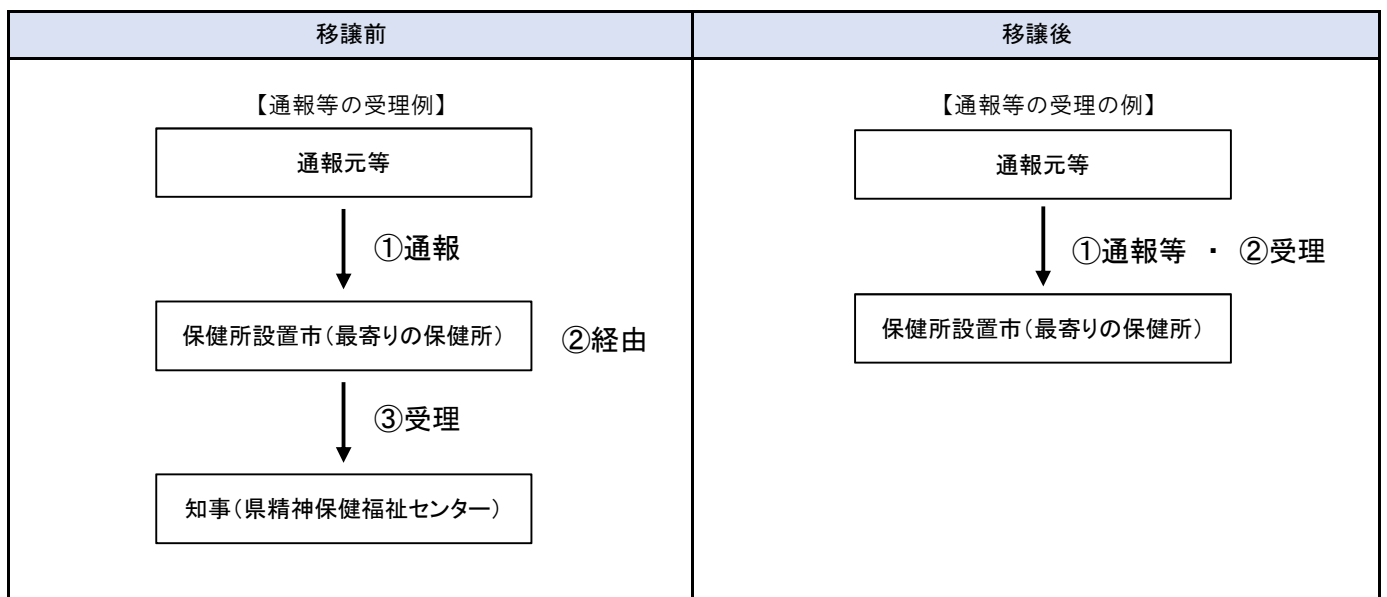 移譲前
移譲後
【通報等の受理例】
通報元等
①通報
保健所設置市(最寄りの保健所)
②経由
③受理
知事(県精神保健福祉センター)
【通報等の受理の例】
通報元等
①通報等 ・ ②受理
保健所設置市(最寄りの保健所)